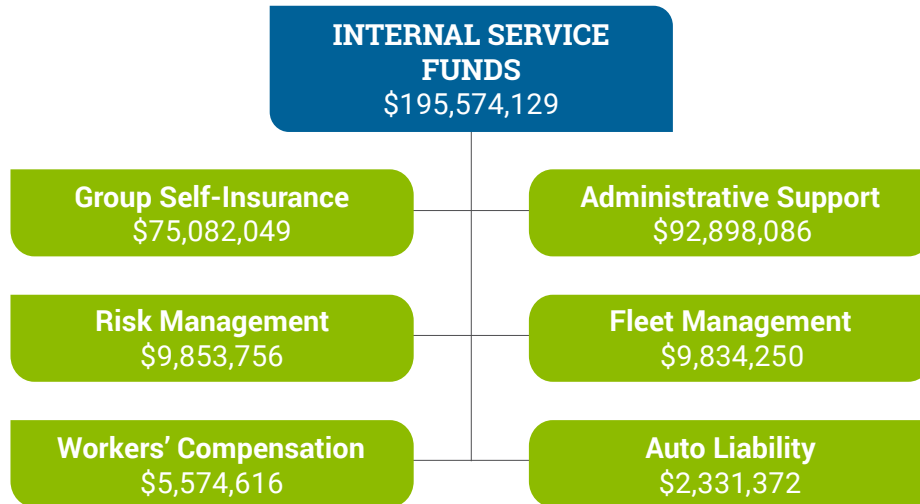 INTERNAL SERVICE
FUNDS
$195,574,129
Group Self-Insurance
$75,082,049
Administrative Support
$92,898,086
Risk Management
$9,853,756
Fleet Management
$9,834,250
Workers’ Compensation
$5,574,616
Auto Liability
$2,331,372